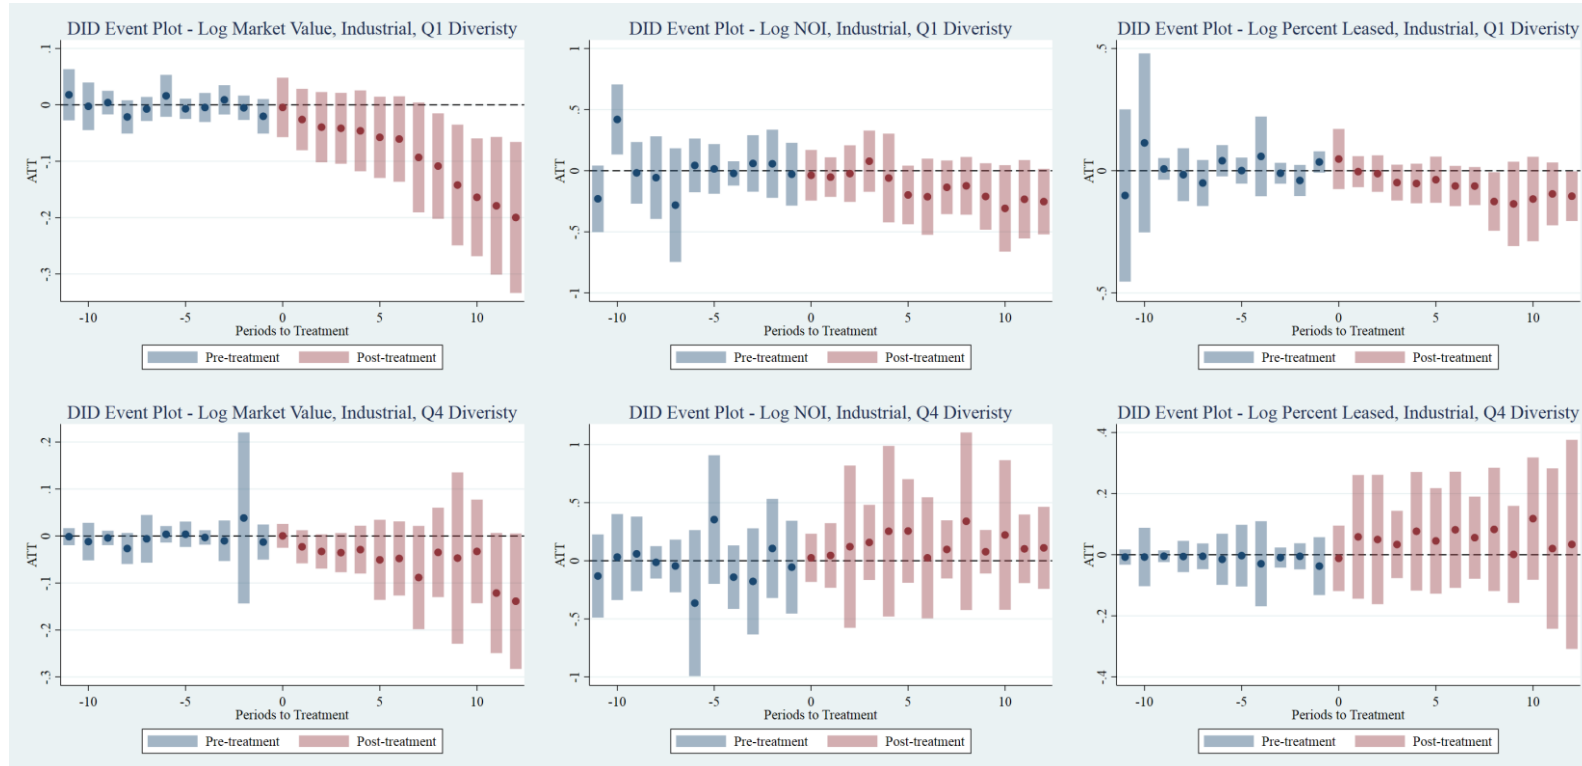 DID Event Plot - Log Market Value, Industrial, Q1 Diveristy
.1
0
-.1
-.2
-.3
ATT
-10
-5
0
5
10
Periods to Treatment
Pre-treatment
Post-treatment
DID Event Plot - Log NOI, Industrial, Q1 Diveristy
1
.5
0
-.5
-1
ATT
-10
-5
0
5
10
Periods to Treatment
Pre-treatment
Post-treatment
DID Event Plot - Log Percent Leased, Industrial, Q1 Diveristy
.5
0
-.5
ATT
-10
-5
0
5
10
Periods to Treatment
Pre-treatment
Post-treatment
DID Event Plot - Log Market Value, Industrial, Q4 Diveristy
.2
.1
0
-.1
-.2
-.3
ATT
-10
-5
0
5
10
Periods to Treatment
Pre-treatment
Post-treatment
DID Event Plot - Log NOI, Industrial, Q4 Diveristy
1
.5
0
-.5
-1
ATT
-10
-5
0
5
10
Periods to Treatment
Pre-treatment
Post-treatment
DID Event Plot - Log Percent Leased, Industrial, Q4 Diveristy
.4
.2
0
-.2
-.4
ATT
-10
-5
0
5
10
Periods to Treatment
Pre-treatment
Post-treatment